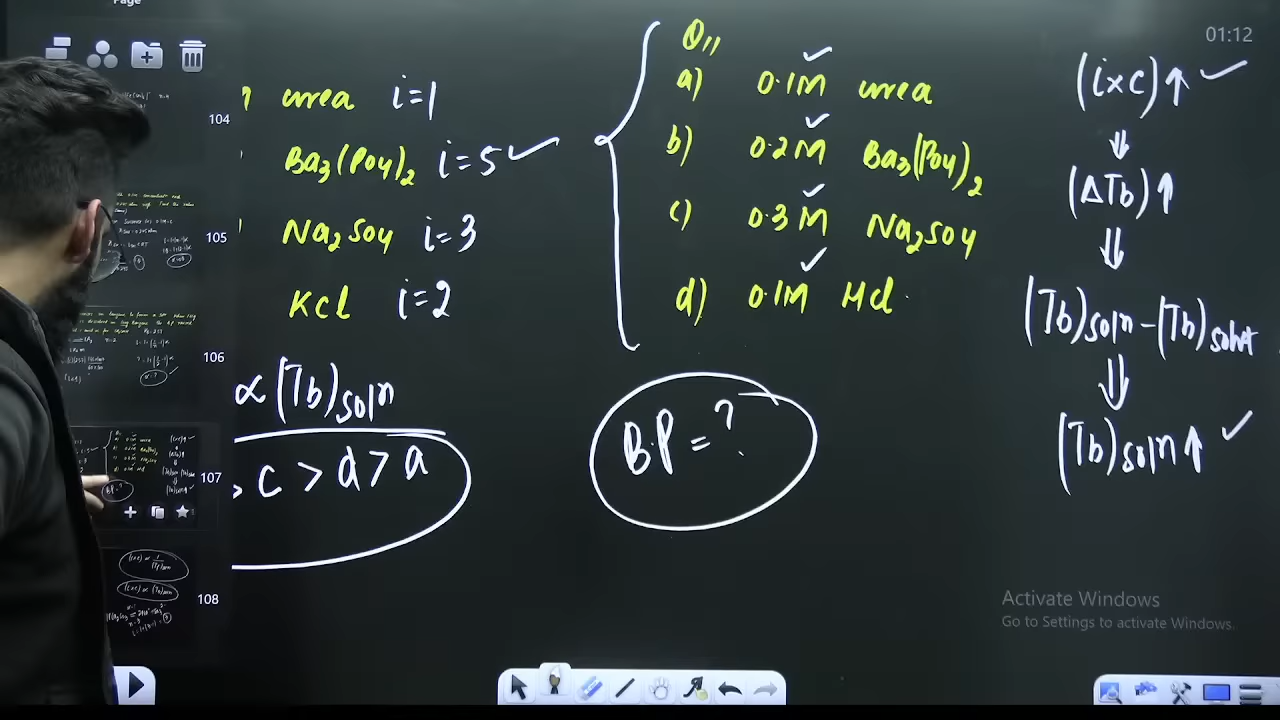 Page
01:12
104
105
106
107
108
urea i=1
Ba3(PO4)2 i=5 ✓
Na2SO4 i=3
KCl i=2
∝ (Tb)soln
> c > d > a
Q11
a) 0.1M urea
b) 0.2M Ba3(PO4)2
c) 0.3M Na2SO4
d) 0.1M HCl
B.P = ?
(i×c)↑ ✓
⇓
(ΔTb)↑
⇓
(Tb)soln - (Tb)solvt
⇓
(Tb)soln↑ ✓
Activate Windows
Go to Settings to activate Windows.